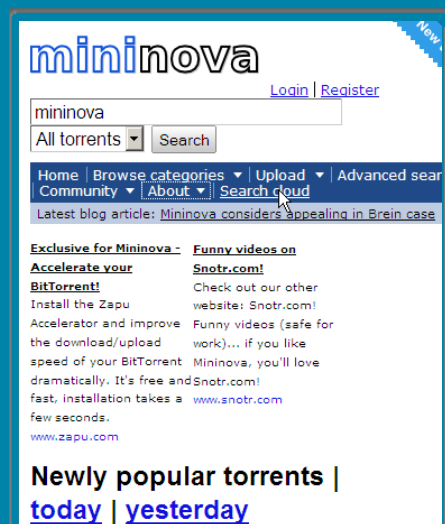 New
mininova
Login | Register
mininova
All torrents Search
Home | Browse categories | Upload | Advanced sear
Community | About | Search cloud
Latest blog article: Mininova considers appealing in Brein case
Exclusive for Mininova -
Accelerate your
BitTorrent!
Install the Zapu
Accelerator and improve
the download/upload
speed of your BitTorrent
dramatically. It's free and
fast, installation takes a
few seconds.
www.zapu.com
Funny videos on
Snotr.com!
Check out our other
website: Snotr.com!
Funny videos (safe for
work)... if you like
Mininova, you'll love
Snotr.com!
www.snotr.com
Newly popular torrents |
today | yesterday